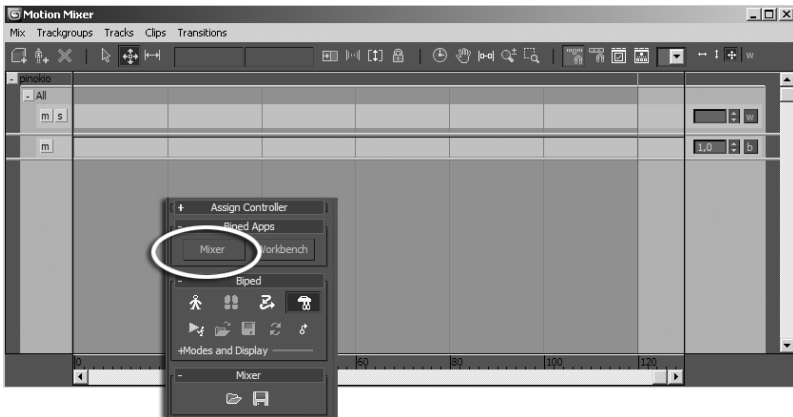 Motion Mixer
Mix Trackgroups Tracks Clips Transitions
w
- pinokio
- All
m s
w
m
1,0 b
+ Assign Controller
- Biped Apps
Mixer Workbench
- Biped
+Modes and Display
- Mixer
0 60 80 100 120